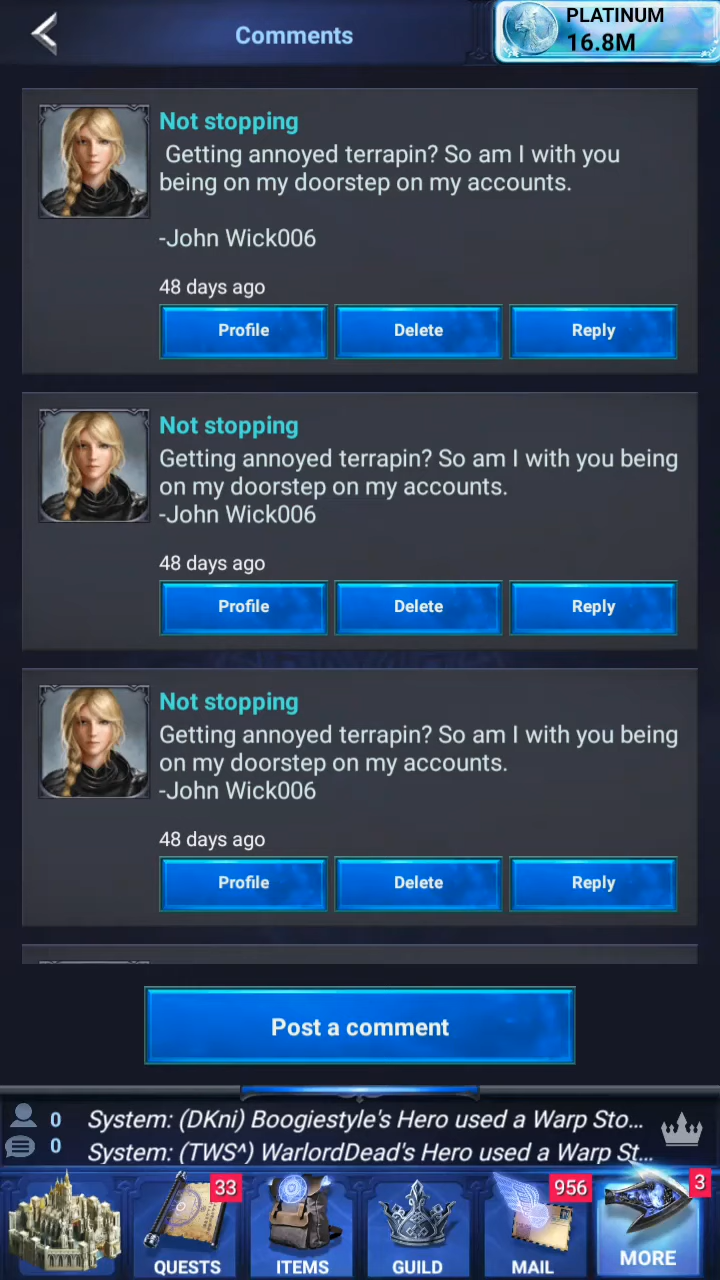 Comments
PLATINUM
16.8M
Not stopping
Getting annoyed terrapin? So am I with you
being on my doorstep on my accounts.
-John Wick006
48 days ago
Profile
Delete
Reply
Not stopping
Getting annoyed terrapin? So am I with you being
on my doorstep on my accounts.
-John Wick006
48 days ago
Profile
Delete
Reply
Not stopping
Getting annoyed terrapin? So am I with you being
on my doorstep on my accounts.
-John Wick006
48 days ago
Profile
Delete
Reply
Post a comment
0
System: (DKni) Boogiestyle's Hero used a Warp Sto...
0
System: (TWS^) WarlordDead's Hero used a Warp St...
33
956
3
QUESTS
ITEMS
GUILD
MAIL
MORE